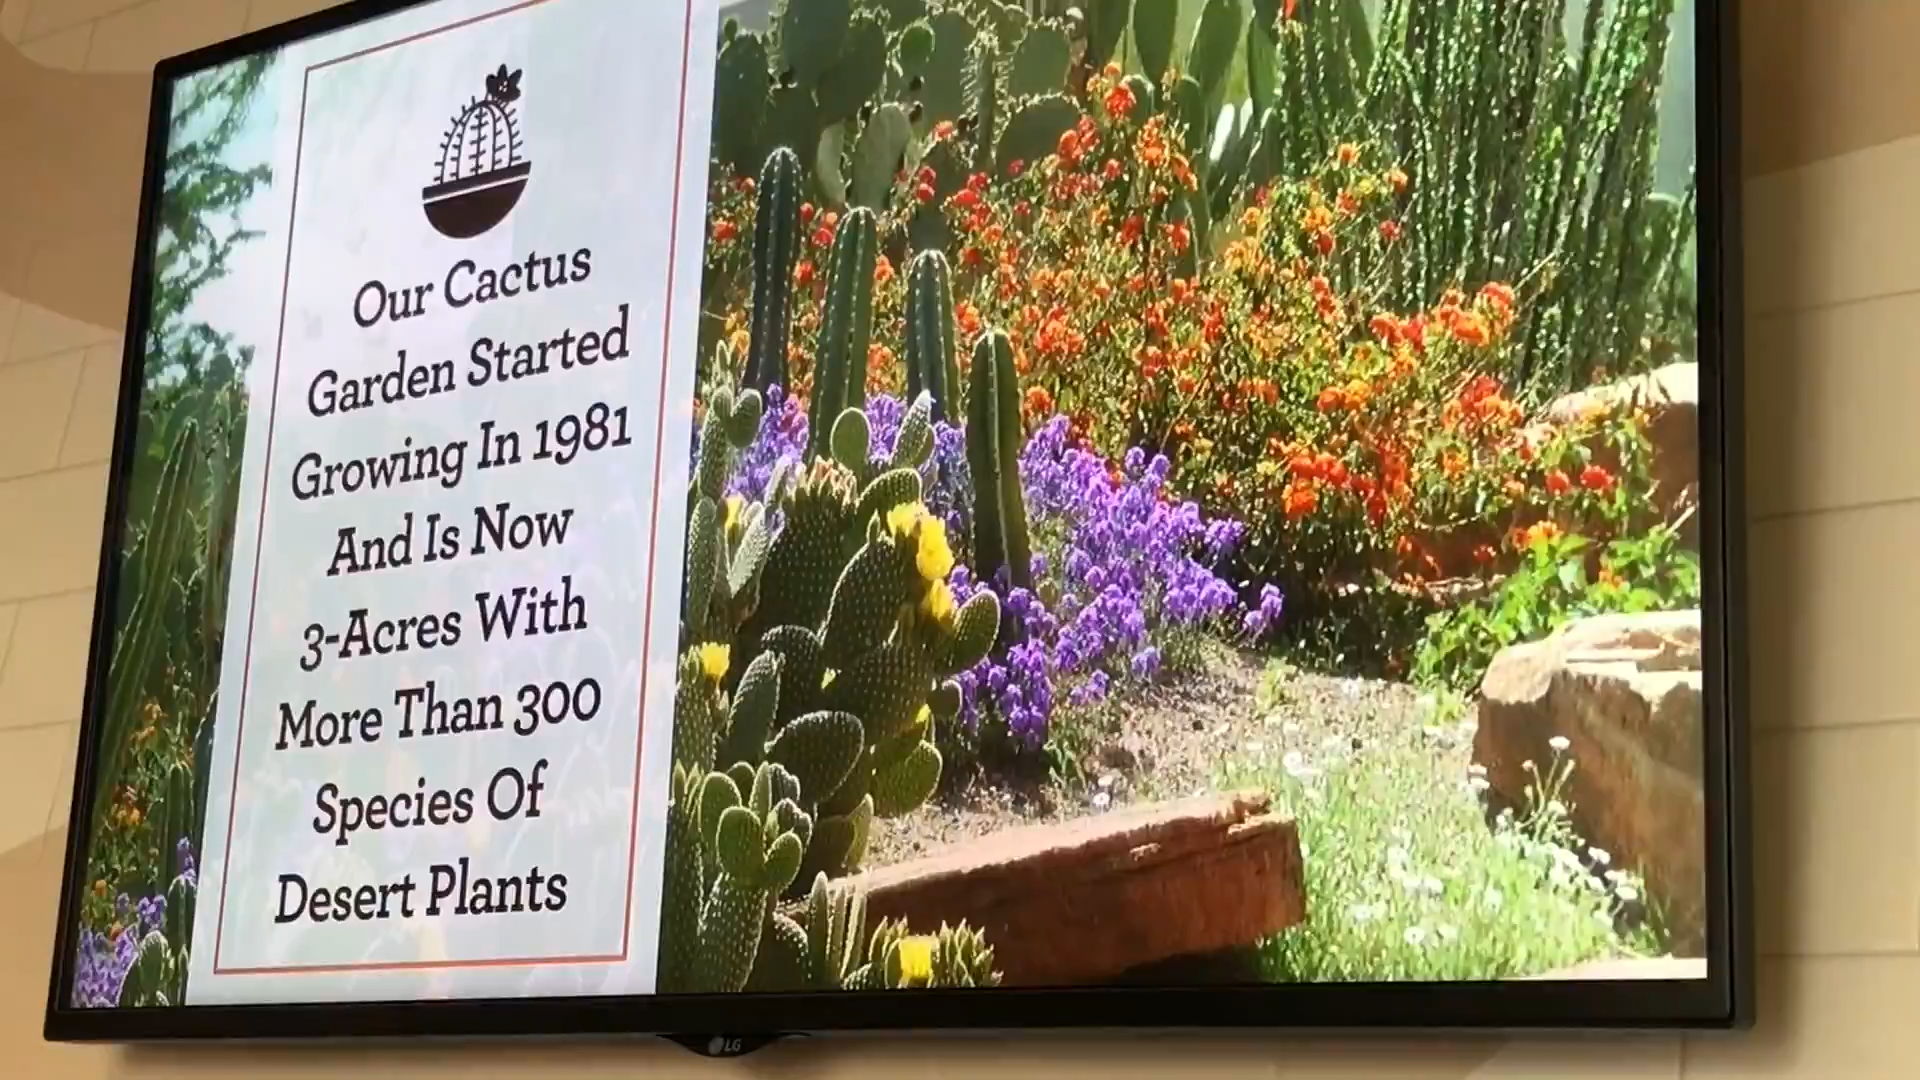 Our Cactus
Garden Started
Growing In 1981
And Is Now
3-Acres With
More Than 300
Species Of
Desert Plants
LG